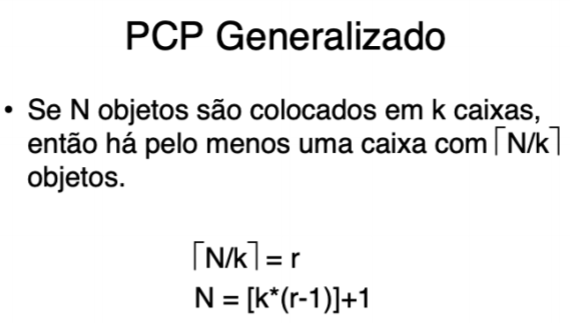 PCP Generalizado
• Se N objetos são colocados em k caixas,
então há pelo menos uma caixa com ⌈N/k⌉
objetos.
⌈N/k⌉ = r
N = [k*(r-1)]+1